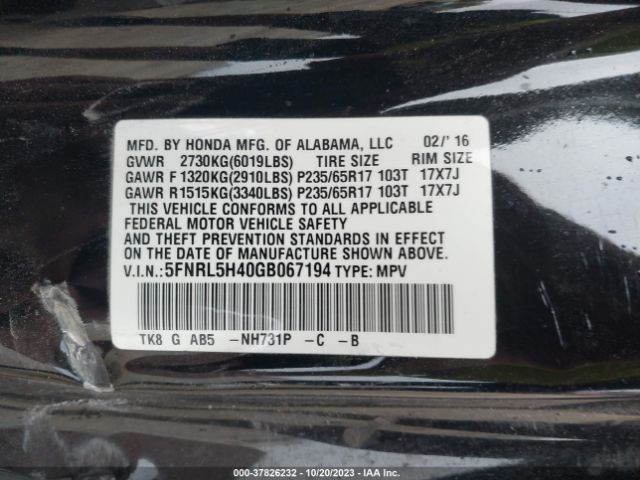 MFD. BY HONDA MFG. OF ALABAMA, LLC 02/' 16
GVWR 2730KG(6019LBS) TIRE SIZE RIM SIZE
GAWR F 1320KG(2910LBS) P235/65R17 103T 17X7J
GAWR R1515KG(3340LBS) P235/65R17 103T 17X7J
THIS VEHICLE CONFORMS TO ALL APPLICABLE
FEDERAL MOTOR VEHICLE SAFETY
AND THEFT PREVENTION STANDARDS IN EFFECT
ON THE DATE OF MANUFACTURE SHOWN ABOVE.
V.I.N.:5FNRL5H40GB067194 TYPE: MPV
TK8 G AB5 -NH731P -C -B
000-37826232 - 10/20/2023 - IAA Inc.